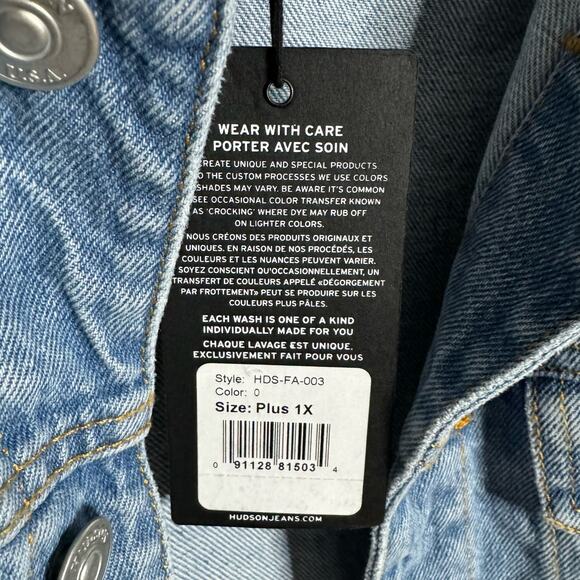 U.S.A.
WEAR WITH CARE
PORTER AVEC SOIN
CREATE UNIQUE AND SPECIAL PRODUCTS
TO THE CUSTOM PROCESSES WE USE COLORS
SHADES MAY VARY. BE AWARE IT'S COMMON
SEE OCCASIONAL COLOR TRANSFER KNOWN
AS 'CROCKING' WHERE DYE MAY RUB OFF
ON LIGHTER COLORS.
NOUS CRÉONS DES PRODUITS ORIGINAUX ET
UNIQUES. EN RAISON DE NOS PROCÉDÉS, LES
COULEURS ET LES NUANCES PEUVENT VARIER.
SOYEZ CONSCIENT QU'OCCASIONNELLEMENT, UN
TRANSFERT DE COULEURS APPELÉ «DÉGORGEMENT
PAR FROTTEMENT» PEUT SE PRODUIRE SUR LES
COULEURS PLUS PÂLES.
EACH WASH IS ONE OF A KIND
INDIVIDUALLY MADE FOR YOU
CHAQUE LAVAGE EST UNIQUE.
EXCLUSIVEMENT FAIT POUR VOUS
Style: HDS-FA-003
Color: 0
Size: Plus 1X
0 91128 81503 4
HUDSONJEANS.COM